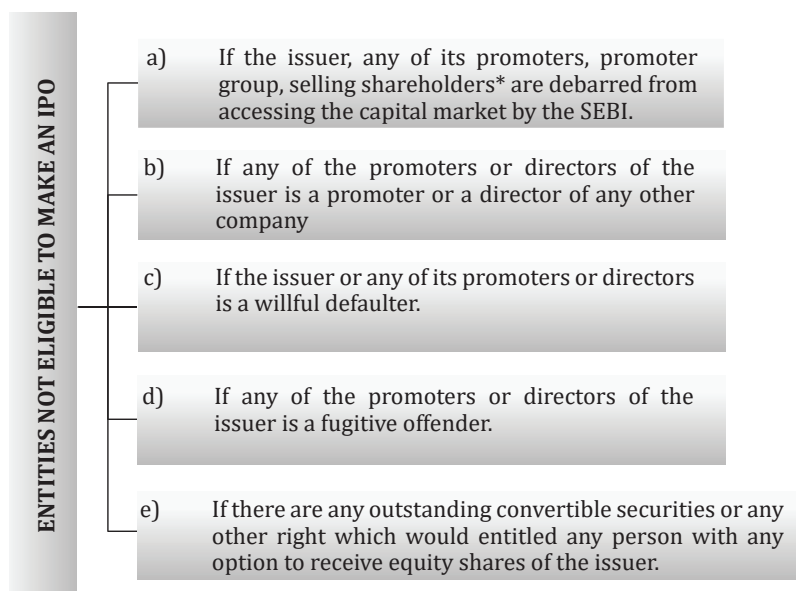 ENTITIES NOT ELIGIBLE TO MAKE AN IPO
a) If the issuer, any of its promoters, promoter
group, selling shareholders* are debarred from
accessing the capital market by the SEBI.
b) If any of the promoters or directors of the
issuer is a promoter or a director of any other
company
c) If the issuer or any of its promoters or directors
is a willful defaulter.
d) If any of the promoters or directors of the
issuer is a fugitive offender.
e) If there are any outstanding convertible securities or any
other right which would entitled any person with any
option to receive equity shares of the issuer.